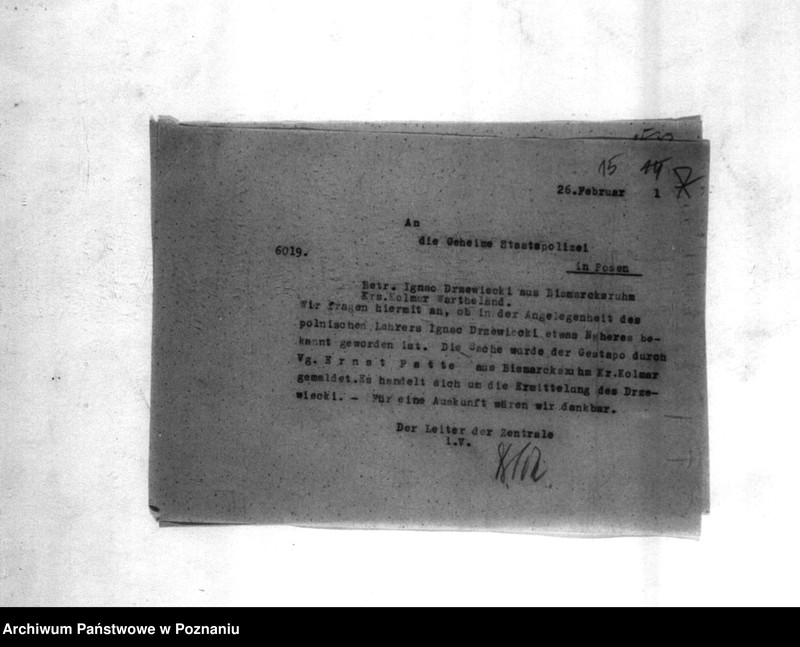 15
26.Februar 1
An
die Geheime Staatspolizei
6019.
in Posen
Betr. Ignac Drzewiecki aus Bismarcksruhm
Krs.Kolmar Wartheland.
Wir fragen hiermit an, ob in der Angelegenheit des
polnischen Lehrers Ignac Drzewiecki etwas Näheres be-
kannt geworden ist. Die Sache wurde der Gestapo durch
Vg. Ernst Patte aus Bismarcksruhm Kr.Kolmar
gemeldet.Es handelt sich um die Ermittelung des Drze-
wiecki. — Für eine Auskunft wären wir dankbar.
Der Leiter der Zentrale
i.V.
Archiwum Państwowe w Poznaniu